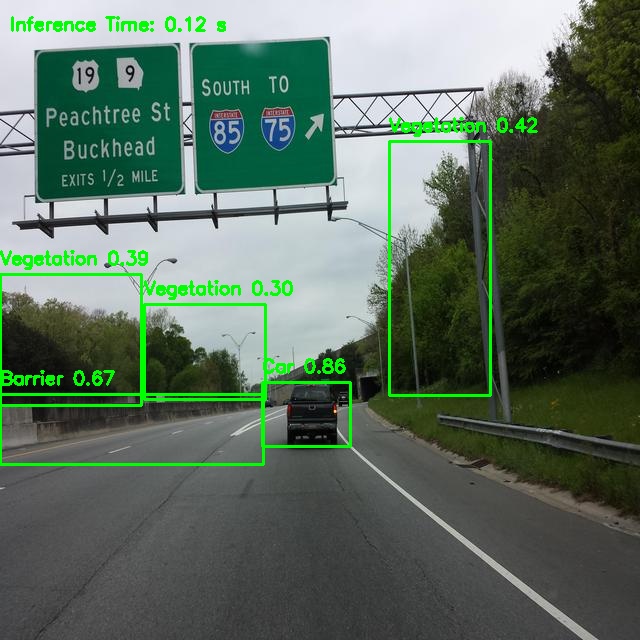 Inference Time: 0.12 s
19 9
Peachtree St
Buckhead
EXITS 1/2 MILE
SOUTH TO
INTERSTATE 85 INTERSTATE 75
Vegetation 0.42
Vegetation 0.39
Vegetation 0.30
Car 0.86
Barrier 0.67